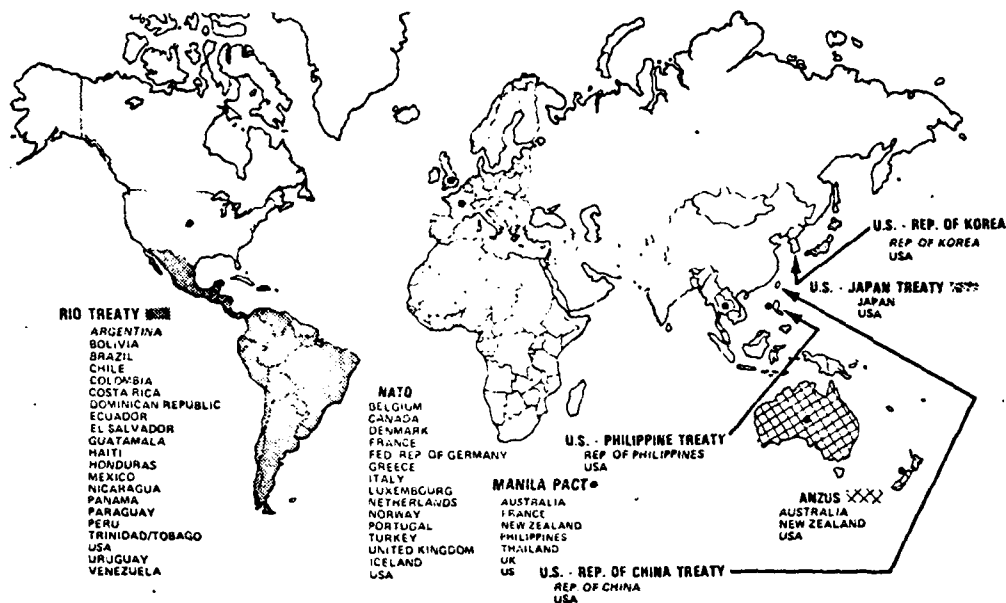 RIO TREATY
ARGENTINA
BOLIVIA
BRAZIL
CHILE
COLOMBIA
COSTA RICA
DOMINICAN REPUBLIC
ECUADOR
EL SALVADOR
GUATAMALA
HAITI
HONDURAS
MEXICO
NICARAGUA
PANAMA
PARAGUAY
PERU
TRINIDAD/TOBAGO
USA
URUGUAY
VENEZUELA
NATO
BELGIUM
CANADA
DENMARK
FRANCE
FED REP OF GERMANY
GREECE
ITALY
LUXEMBOURG
NETHERLANDS
NORWAY
PORTUGAL
TURKEY
UNITED KINGDOM
ICELAND
USA
MANILA PACT
AUSTRALIA
FRANCE
NEW ZEALAND
PHILIPPINES
THAILAND
UK
US
U.S. - PHILIPPINE TREATY
REP OF PHILIPPINES
USA
U.S. - REP. OF KOREA
REP OF KOREA
USA
U.S. - JAPAN TREATY
JAPAN
USA
ANZUS
AUSTRALIA
NEW ZEALAND
USA
U.S. - REP. OF CHINA TREATY
REP. OF CHINA
USA